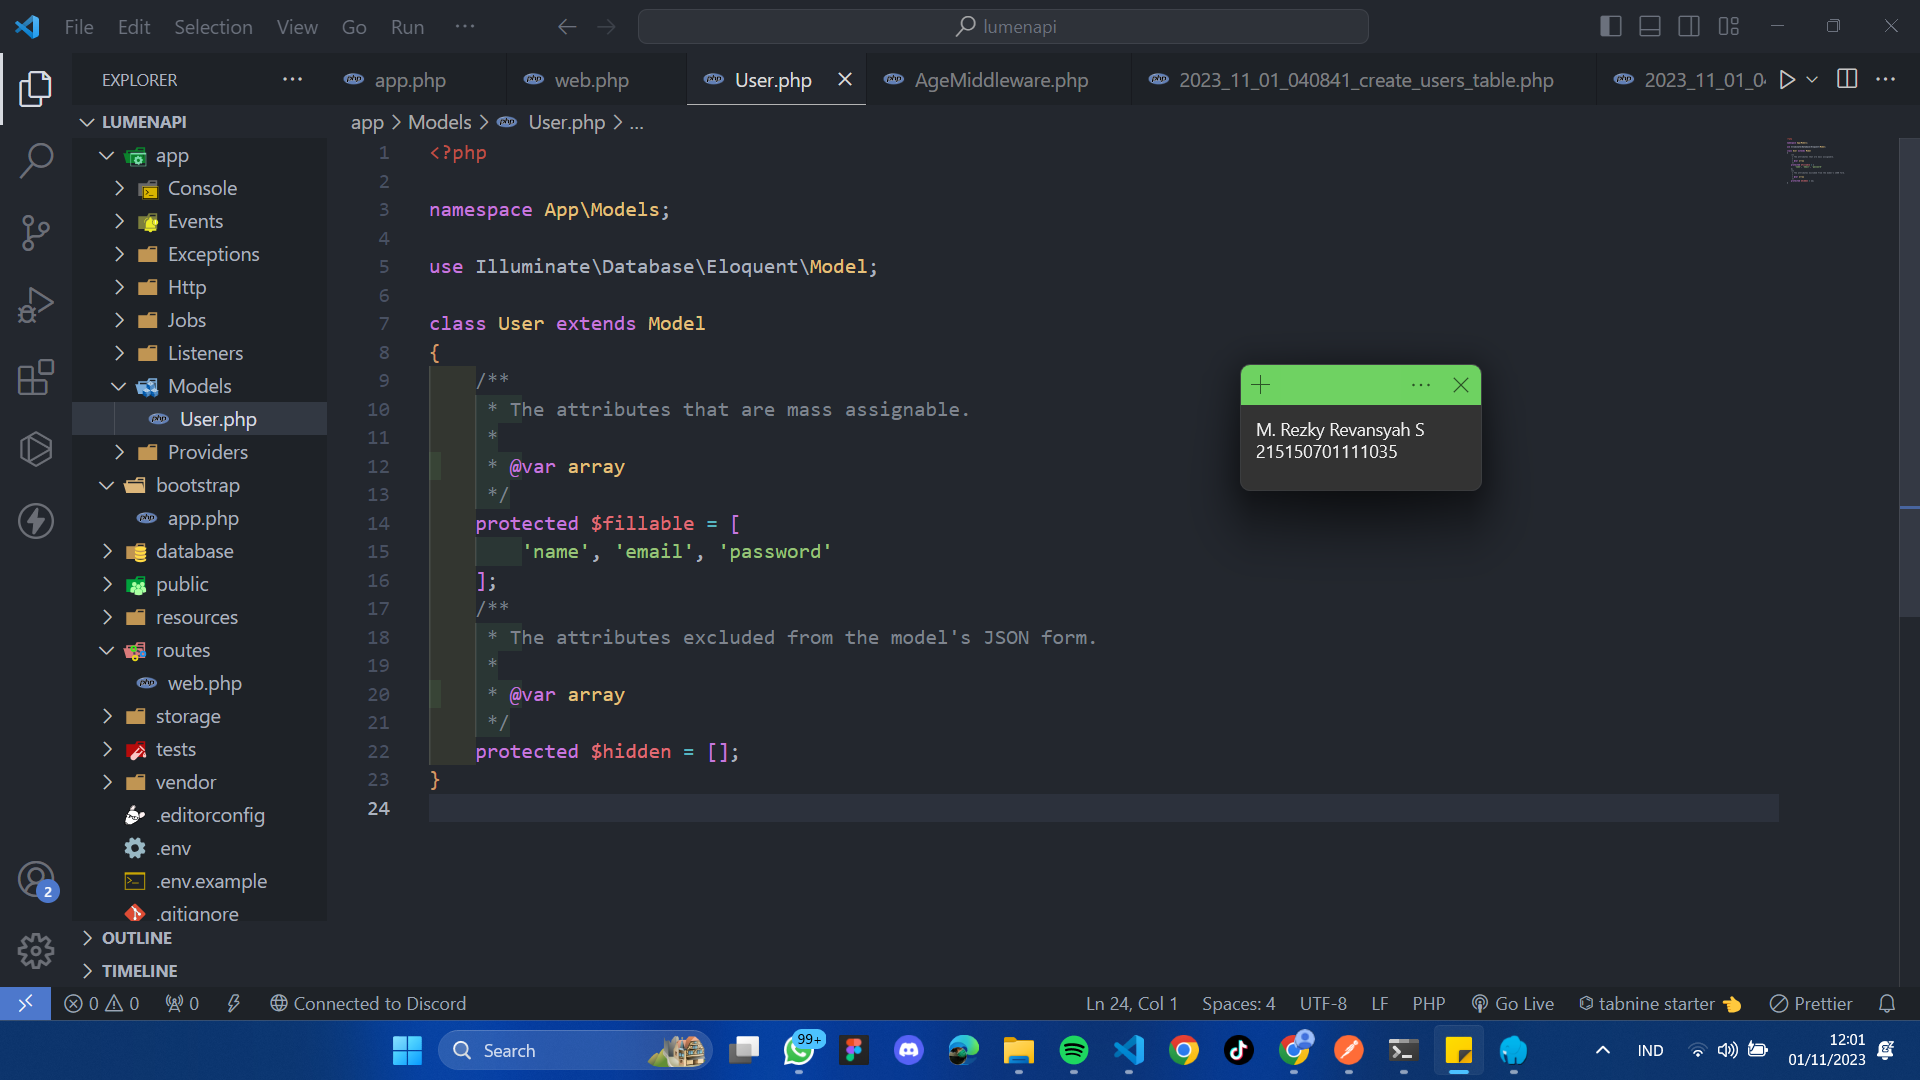 File Edit Selection View Go Run ...
lumenapi
EXPLORER
app.php
web.php
User.php
AgeMiddleware.php
2023_11_01_040841_create_users_table.php
2023_11_01_0
LUMENAPI
app > Models > User.php > ...
app
Console
Events
Exceptions
Http
Jobs
Listeners
Models
User.php
Providers
bootstrap
app.php
database
public
resources
routes
web.php
storage
tests
vendor
.editorconfig
.env
.env.example
.gitignore
OUTLINE
TIMELINE
1 <?php
2
3 namespace App\Models;
4
5 use Illuminate\Database\Eloquent\Model;
6
7 class User extends Model
8 {
9 /**
10 * The attributes that are mass assignable.
11 *
12 * @var array
13 */
14 protected $fillable = [
15 'name', 'email', 'password'
16 ];
17 /**
18 * The attributes excluded from the model's JSON form.
19 *
20 * @var array
21 */
22 protected $hidden = [];
23 }
24
M. Rezky Revansyah S
215150701111035
2
0 0 0 Connected to Discord
Ln 24, Col 1 Spaces: 4 UTF-8 LF PHP Go Live tabnine starter Prettier
Search
99+
IND
12:01
01/11/2023